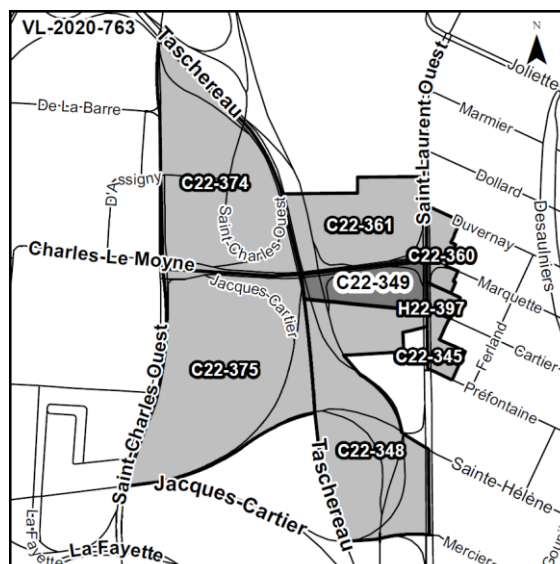 VL-2020-763
N
Taschereau
Saint-Laurent Ouest
Joliette
De-La-Barre
Marmier
D'Assigny
C22-374
Dollard
Desaulniers
Saint-Charles Ouest
C22-361
Duvernay
Charles-Le Moyne
C22-360
Jacques-Cartier
C22-349
Marquette
H22-397
Ferland
Cartier
C22-375
C22-345
Préfontaine
Saint-Charles Ouest
C22-348
Taschereau
Sainte-Hélène
Jacques-Cartier
La-Fayette
La Fayette
Mercier